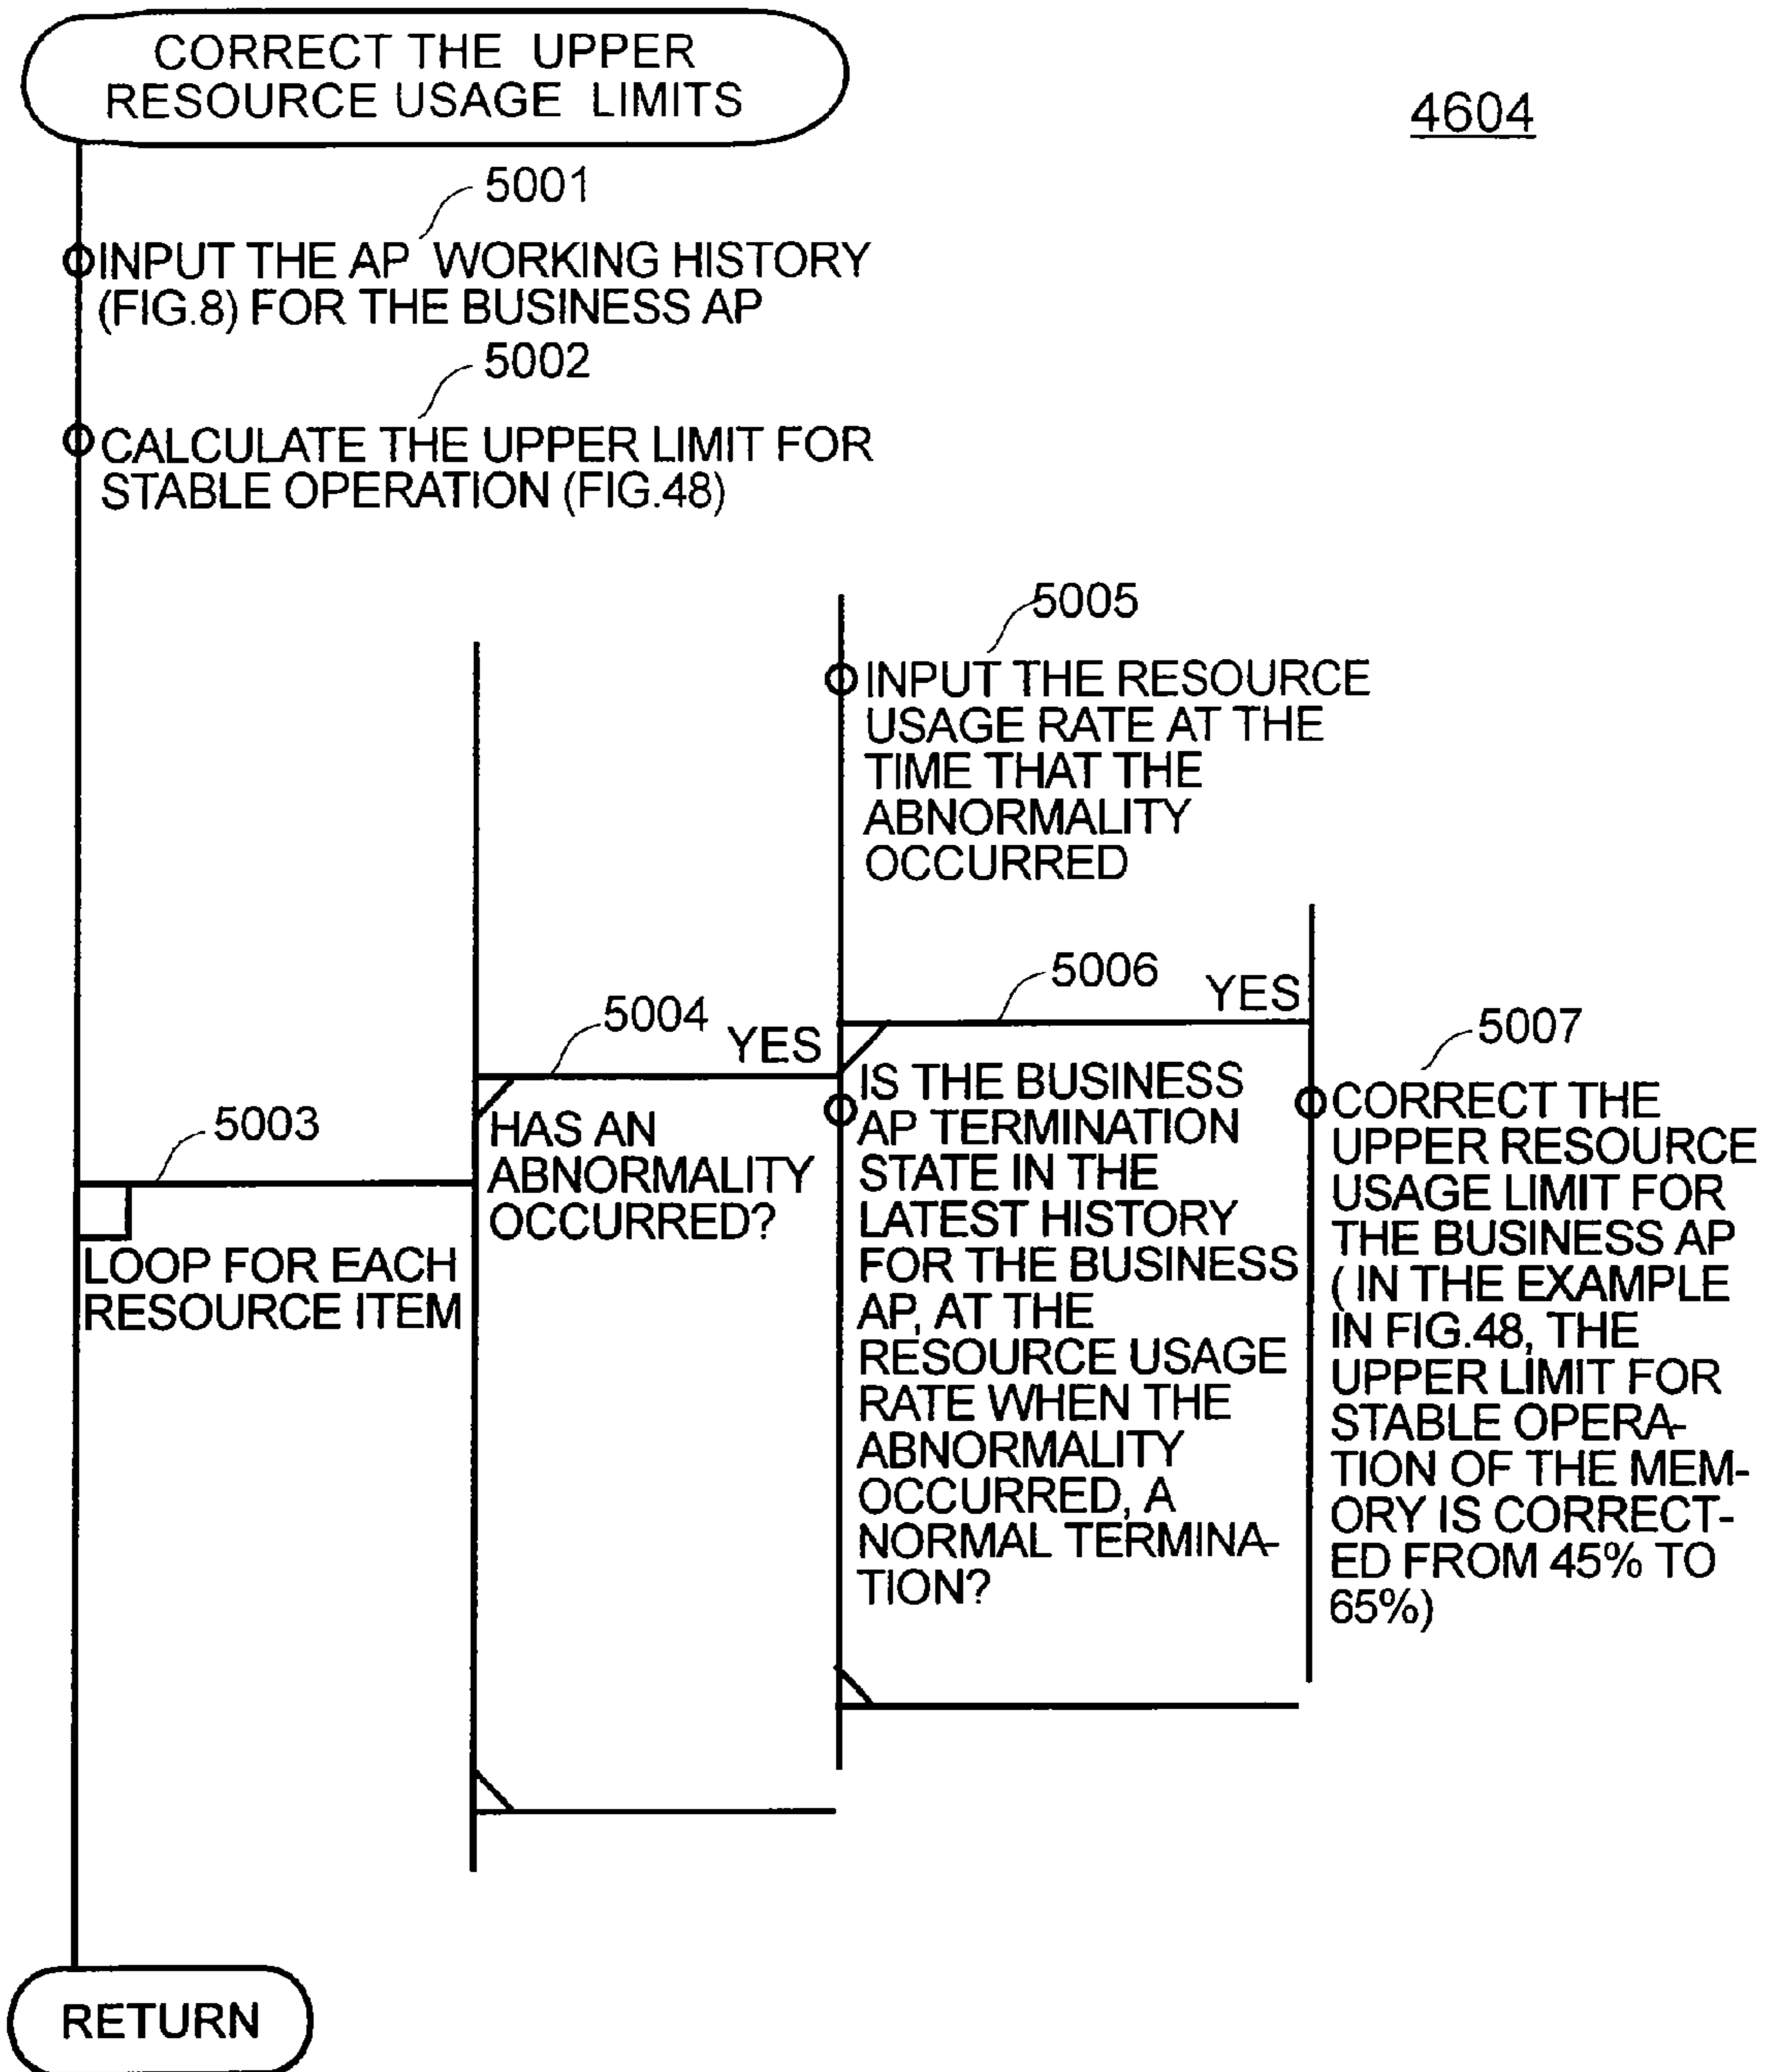 CORRECT THE UPPER
RESOURCE USAGE LIMITS
4604
5001
INPUT THE AP WORKING HISTORY
(FIG.8) FOR THE BUSINESS AP
5002
CALCULATE THE UPPER LIMIT FOR
STABLE OPERATION (FIG.48)
5003
LOOP FOR EACH
RESOURCE ITEM
5004
YES
HAS AN
ABNORMALITY
OCCURRED?
5005
INPUT THE RESOURCE
USAGE RATE AT THE
TIME THAT THE
ABNORMALITY
OCCURRED
5006
YES
IS THE BUSINESS
AP TERMINATION
STATE IN THE
LATEST HISTORY
FOR THE BUSINESS
AP, AT THE
RESOURCE USAGE
RATE WHEN THE
ABNORMALITY
OCCURRED, A
NORMAL TERMINA-
TION?
5007
CORRECT THE
UPPER RESOURCE
USAGE LIMIT FOR
THE BUSINESS AP
( IN THE EXAMPLE
IN FIG.48, THE
UPPER LIMIT FOR
STABLE OPERA-
TION OF THE MEM-
ORY IS CORRECT-
ED FROM 45% TO
65%)
RETURN